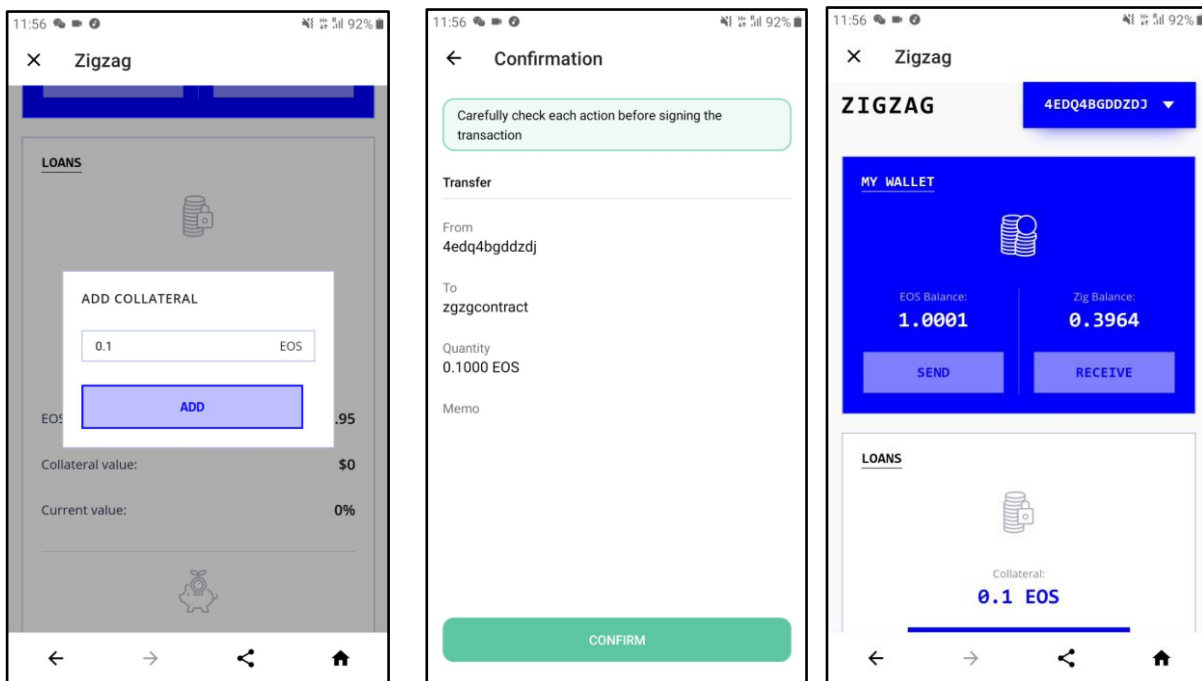 11:56 92%
Zigzag
LOANS
ADD COLLATERAL
0.1 EOS
ADD
EOS .95
Collateral value: $0
Current value: 0%
11:56 92%
Confirmation
Carefully check each action before signing the
transaction
Transfer
From
4edq4bgddzdj
To
zgzgcontract
Quantity
0.1000 EOS
Memo
CONFIRM
11:56 92%
Zigzag
ZIGZAG 4EDQ4BGDDZDJ
MY WALLET
EOS Balance: Zig Balance:
1.0001 0.3964
SEND RECEIVE
LOANS
Collateral:
0.1 EOS